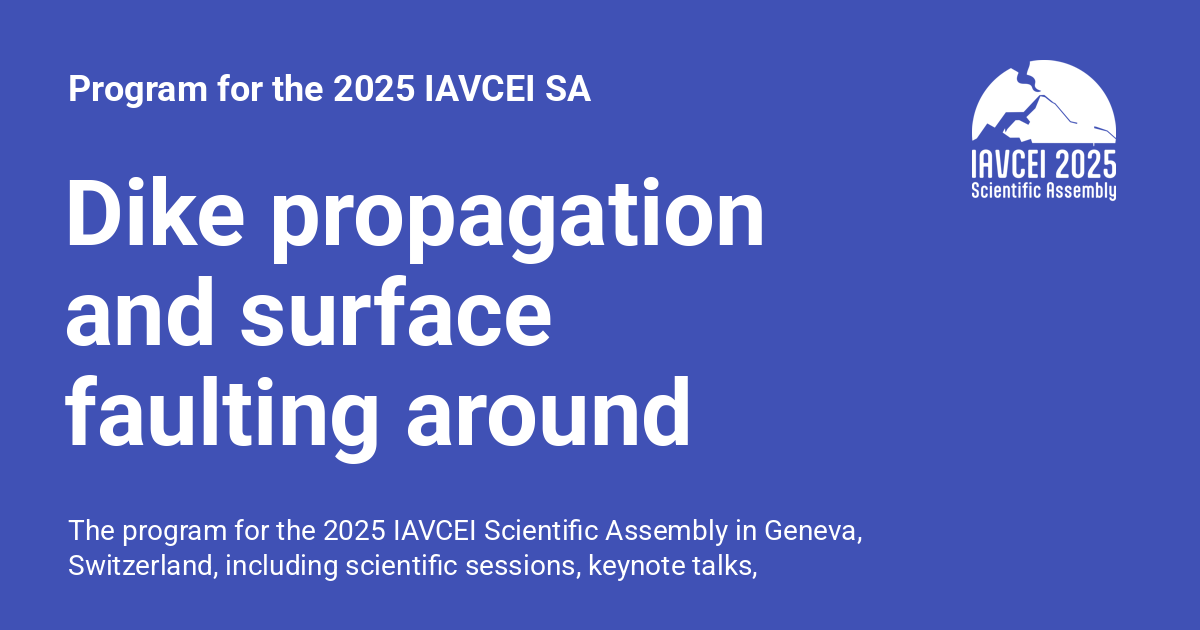 Program for the 2025 IAVCEI SA
IAVCEI 2025
Scientific Assembly
Dike propagation
and surface
faulting around
The program for the 2025 IAVCEI Scientific Assembly in Geneva,
Switzerland, including scientific sessions, keynote talks,